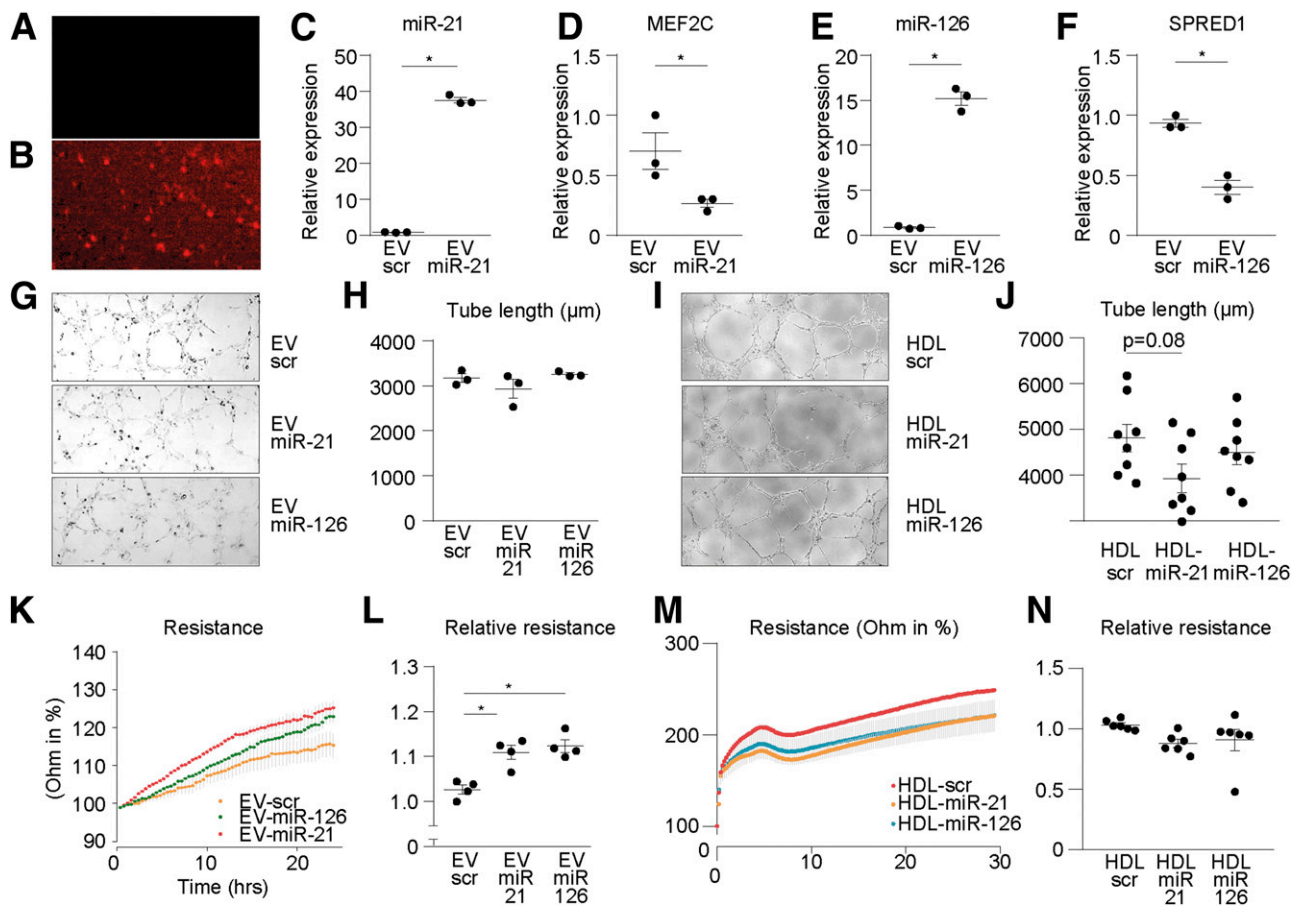 A
B
C
miR-21
Relative expression
50
40
30
20
10
0
*
EV
scr
EV
miR-21
D
MEF2C
Relative expression
1.5
1.0
0.5
0
*
EV
scr
EV
miR-21
E
miR-126
Relative expression
20
15
10
5
0
*
EV
scr
EV
miR-126
F
SPRED1
Relative expression
1.5
1.0
0.5
0
*
EV
scr
EV
miR-126
G
EV
scr
EV
miR-21
EV
miR-126
H
Tube length (µm)
4000
3000
2000
1000
0
EV
scr
EV
miR
21
EV
miR
126
I
HDL
scr
HDL
miR-21
HDL
miR-126
J
Tube length (µm)
7000
6000
5000
4000
p=0.08
HDL
scr
HDL-
miR-21
HDL-
miR-126
K
Resistance
(Ohm in %)
140
130
120
110
100
90
EV-scr
EV-miR-126
EV-miR-21
0
10
20
Time (hrs)
L
Relative resistance
1.3
1.2
1.1
1.0
0
*
*
EV
scr
EV
miR
21
EV
miR
126
M
Resistance (Ohm in %)
300
200
100
0
HDL-scr
HDL-miR-21
HDL-miR-126
0
10
20
30
N
Relative resistance
1.5
1.0
0.5
0
HDL
scr
HDL
miR
21
HDL
miR
126